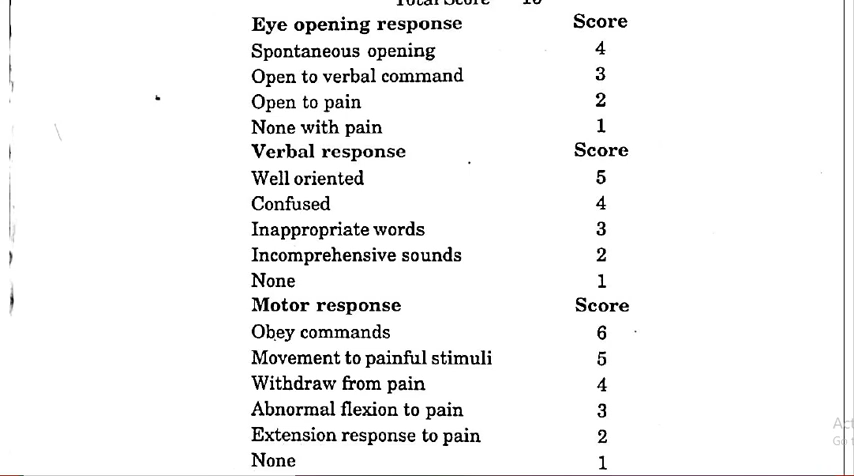 Total Score 15
Eye opening response Score
Spontaneous opening 4
Open to verbal command 3
Open to pain 2
None with pain 1
Verbal response Score
Well oriented 5
Confused 4
Inappropriate words 3
Incomprehensive sounds 2
None 1
Motor response Score
Obey commands 6
Movement to painful stimuli 5
Withdraw from pain 4
Abnormal flexion to pain 3
Extension response to pain 2
None 1